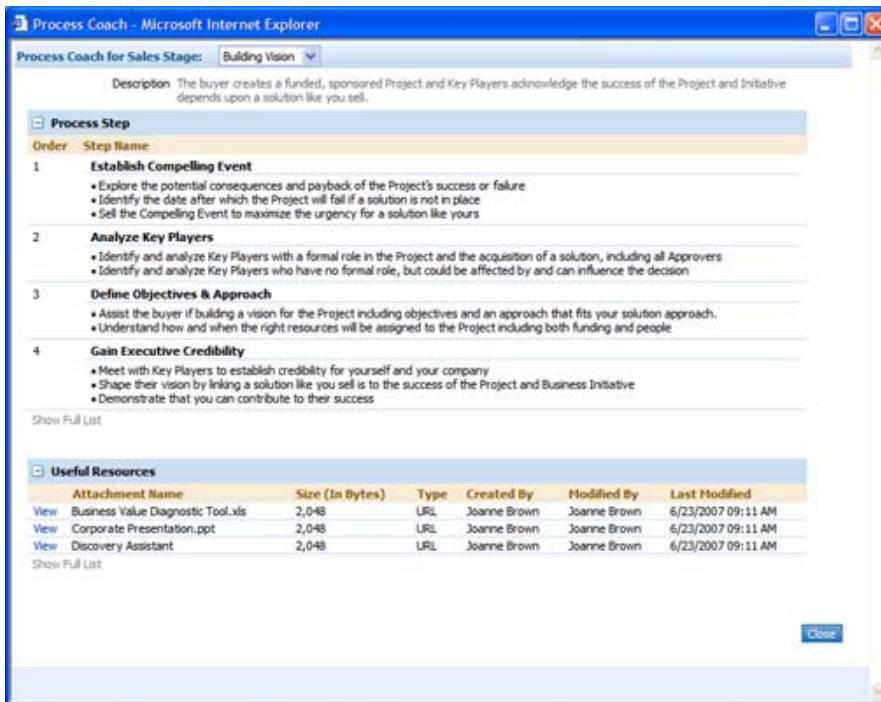 Process Coach - Microsoft Internet Explorer
Process Coach for Sales Stage: Building Vision
Description The buyer creates a funded, sponsored Project and Key Players acknowledge the success of the Project and Initiative
depends upon a solution like you sell.
Process Step
Order Step Name
1 Establish Compelling Event
• Explore the potential consequences and payback of the Project's success or failure
• Identify the date after which the Project will fail if a solution is not in place
• Sell the Compelling Event to maximize the urgency for a solution like yours
2 Analyze Key Players
• Identify and analyze Key Players with a formal role in the Project and the acquisition of a solution, including all Approvers
• Identify and analyze Key Players who have no formal role, but could be affected by and can influence the decision
3 Define Objectives & Approach
• Assist the buyer if building a vision for the Project including objectives and an approach that fits your solution approach.
• Understand how and when the right resources will be assigned to the Project including both funding and people
4 Gain Executive Credibility
• Meet with Key Players to establish credibility for yourself and your company
• Shape their vision by linking a solution like you sell is to the success of the Project and Business Initiative
• Demonstrate that you can contribute to their success
Show Full List
Useful Resources
Attachment Name Size (In Bytes) Type Created By Modified By Last Modified
View Business Value Diagnostic Tool.xls 2,048 URL Joanne Brown Joanne Brown 6/23/2007 09:11 AM
View Corporate Presentation.ppt 2,048 URL Joanne Brown Joanne Brown 6/23/2007 09:11 AM
View Discovery Assistant 2,048 URL Joanne Brown Joanne Brown 6/23/2007 09:11 AM
Show Full List
Close